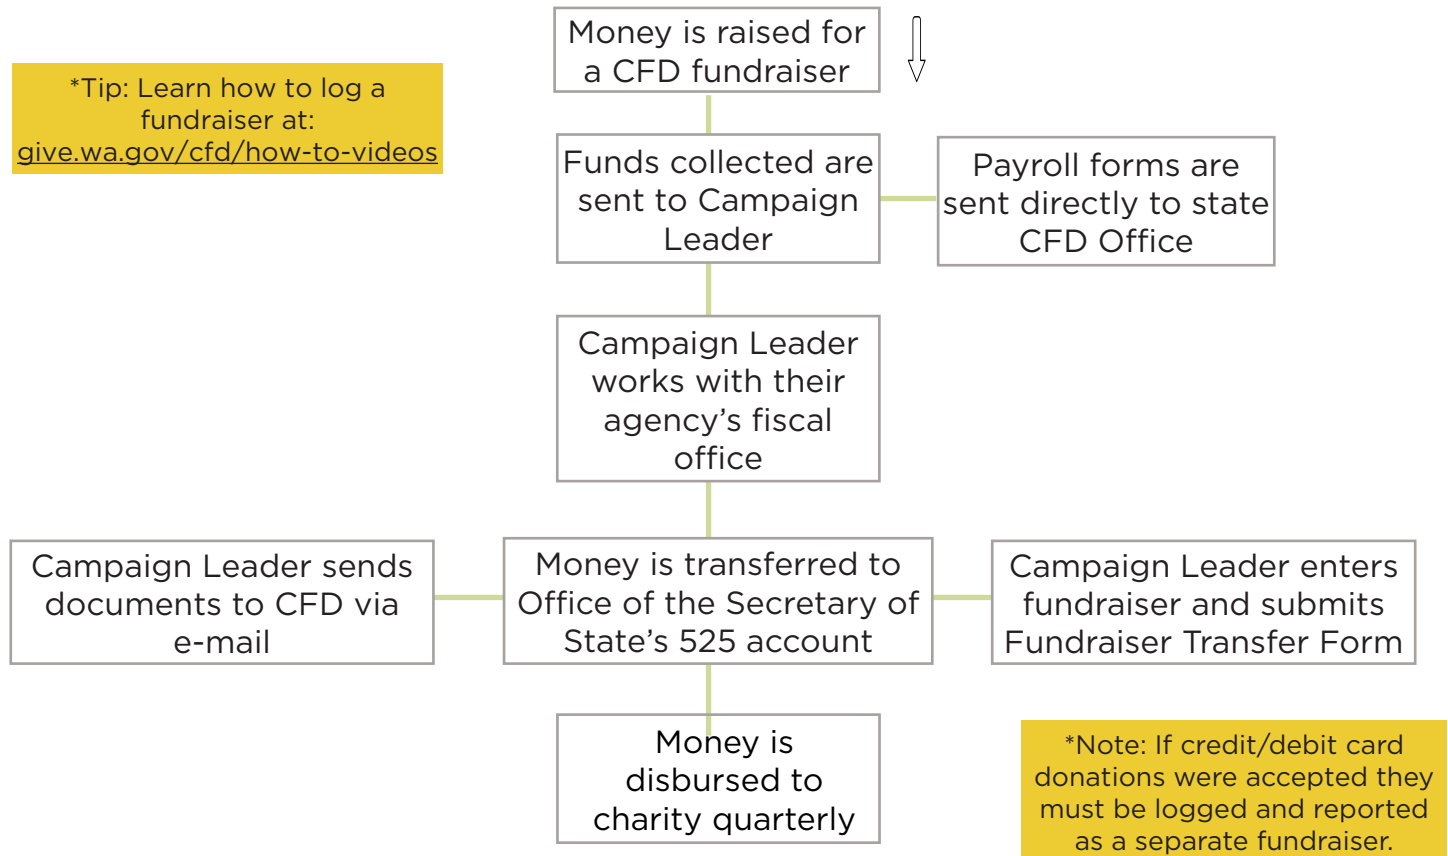 Money is raised for
a CFD fundraiser
*Tip: Learn how to log a
fundraiser at:
give.wa.gov/cfd/how-to-videos
Funds collected are
sent to Campaign
Leader
Payroll forms are
sent directly to state
CFD Office
Campaign Leader
works with their
agency’s fiscal
office
Campaign Leader sends
documents to CFD via
e-mail
Money is transferred to
Office of the Secretary of
State’s 525 account
Campaign Leader enters
fundraiser and submits
Fundraiser Transfer Form
Money is
disbursed to
charity quarterly
*Note: If credit/debit card
donations were accepted they
must be logged and reported
as a separate fundraiser.